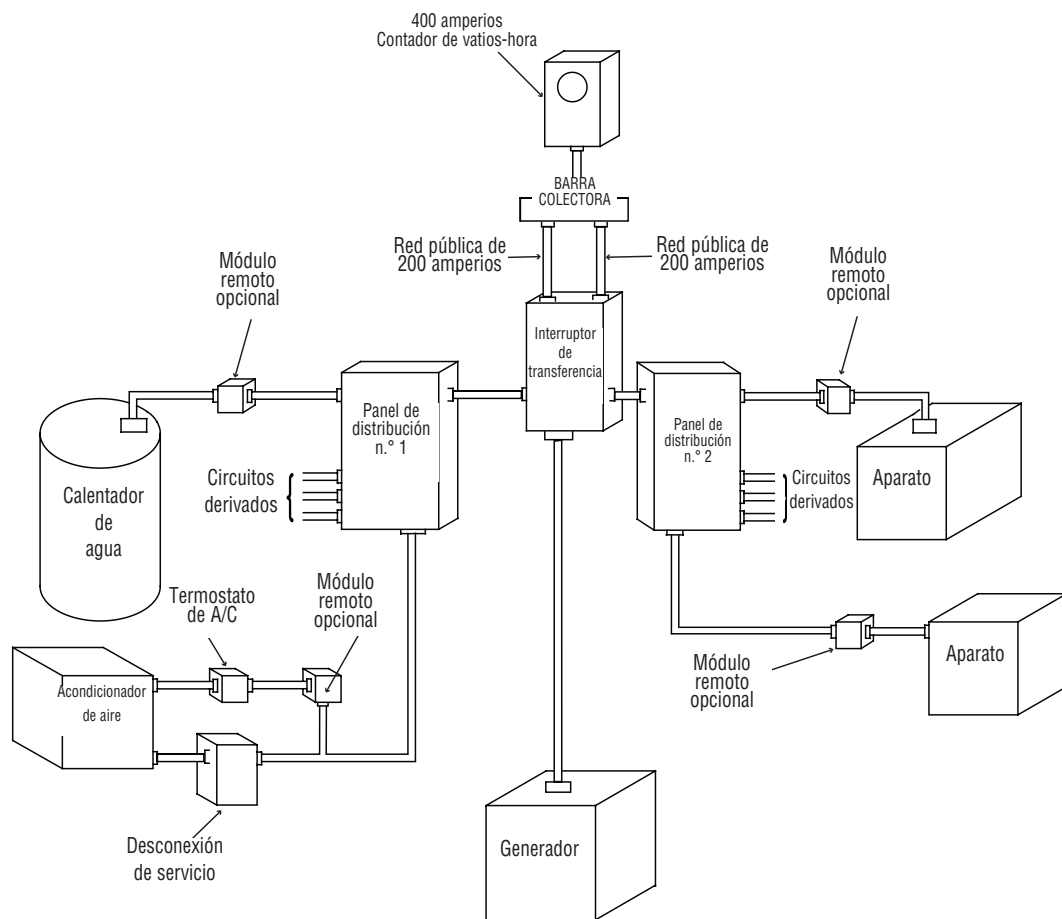 400 amperios
Contador de vatios-hora
BARRA
COLECTORA
Red pública de
200 amperios
Red pública de
200 amperios
Módulo
remoto
opcional
Módulo
remoto
opcional
Interruptor
de
transferencia
Panel de
distribución
n.° 1
Panel de
distribución
n.° 2
Calentador
de
agua
Circuitos
derivados
Circuitos
derivados
Aparato
Termostato
de A/C
Módulo
remoto
opcional
Acondicionador
de aire
Módulo
remoto
opcional
Aparato
Desconexión
de servicio
Generador